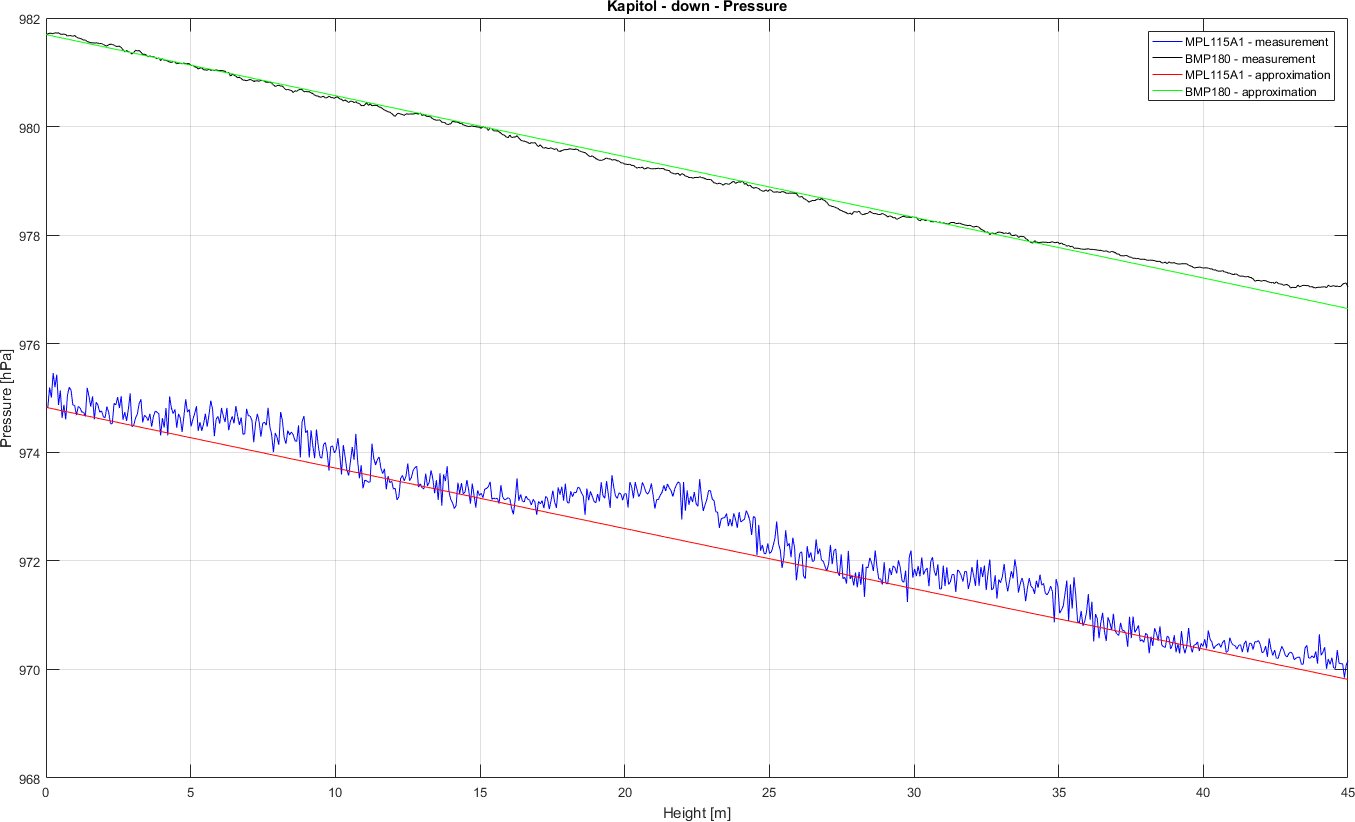 Kapitol - down - Pressure
MPL115A1 - measurement
BMP180 - measurement
MPL115A1 - approximation
BMP180 - approximation
Pressure [hPa]
982
980
978
976
974
972
970
968
0 5 10 15 20 25 30 35 40 45
Height [m]